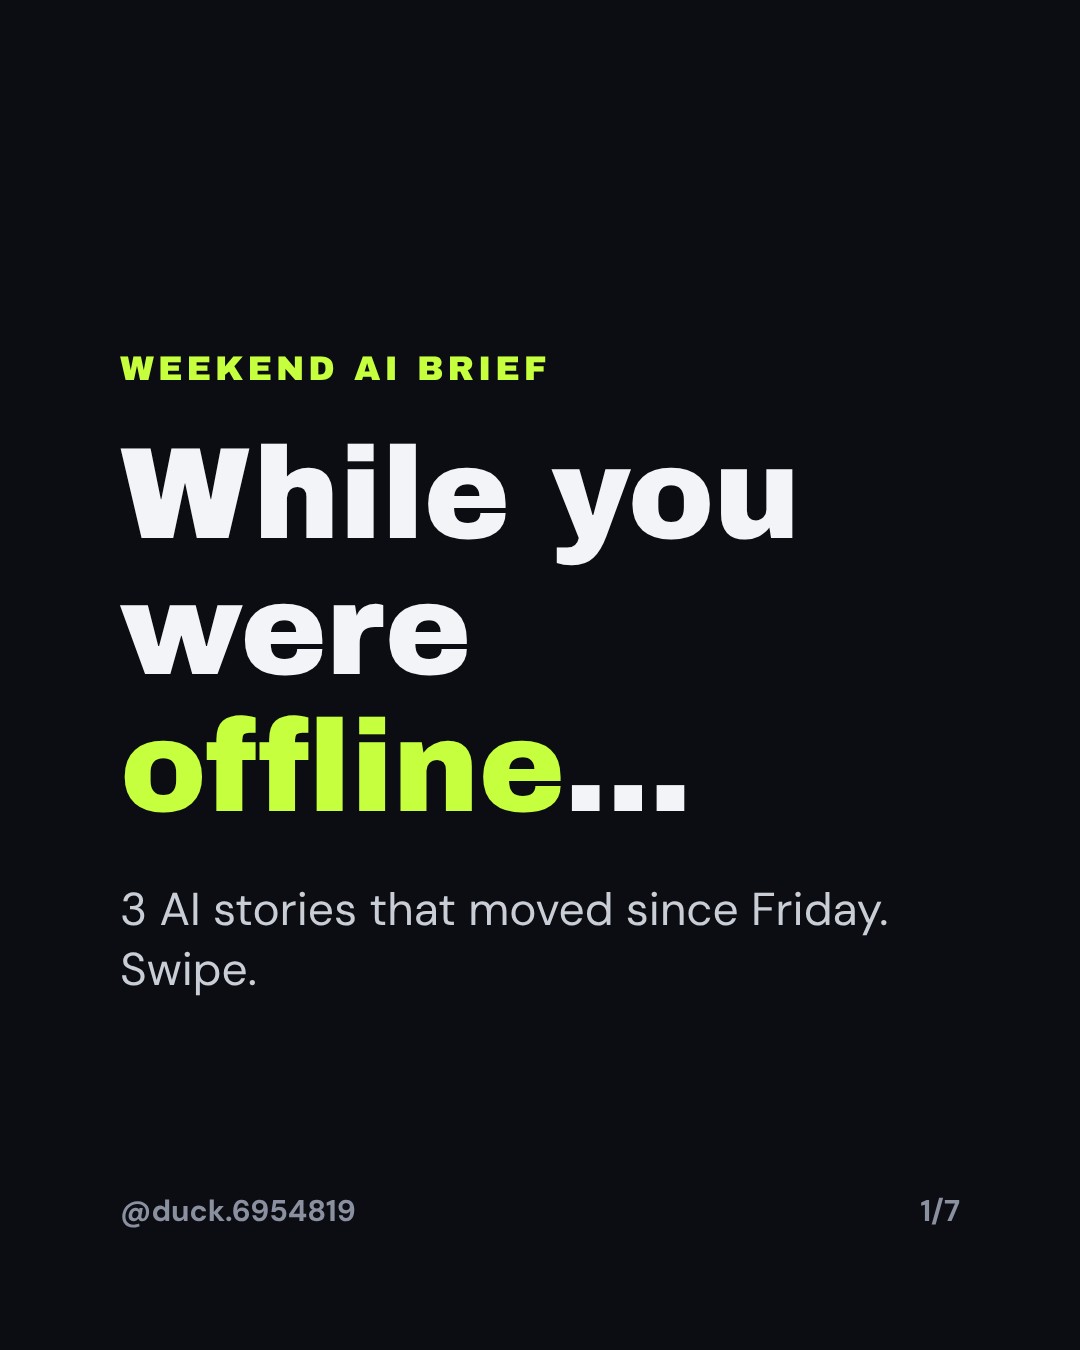 WEEKEND AI BRIEF
While you
were
offline...
3 AI stories that moved since Friday.
Swipe.
@duck.6954819
1/7